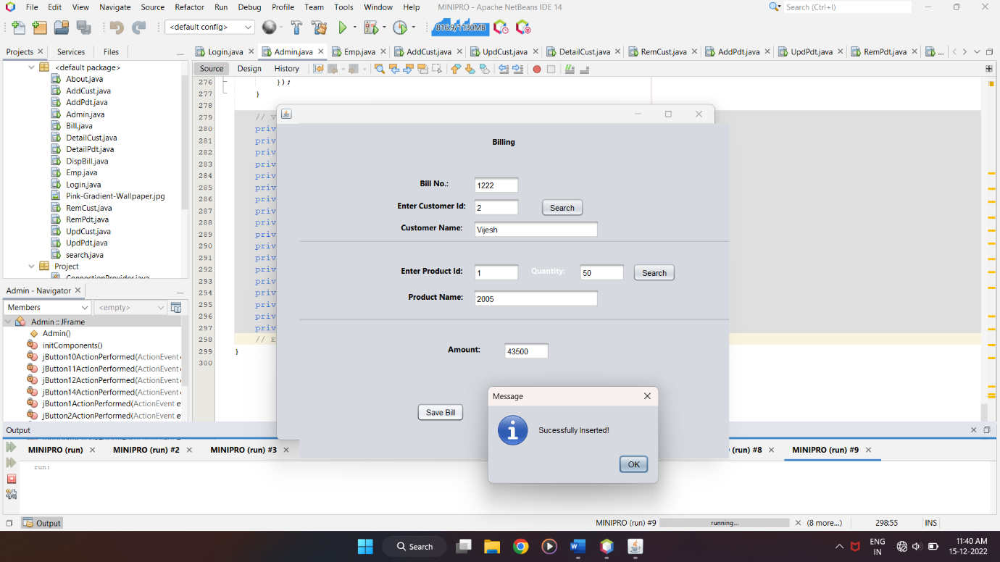 File Edit View Navigate Source Refactor Run Debug Profile Team Tools Window Help MINIPRO - Apache NetBeans IDE 14 Search (Ctrl+I)
<default config> 816.9/1130MB
Projects Services Files Login.java Admin.java Emp.java AddCust.java UpdCust.java DetailCust.java RemCust.java AddPdt.java UpdPdt.java RemPdt.java ...
Source Design History
<default package>
About.java
AddCust.java
AddPdt.java
Admin.java
Bill.java
DetailCust.java
DetailPdt.java
DispBill.java
Emp.java
Login.java
Pink-Gradient-Wallpaper.jpg
RemCust.java
RemPdt.java
UpdCust.java
UpdPdt.java
search.java
Project
ConnectionProvider.java
276 });
277 }
278
279 // V
280 priv
281 priv
282 priv
283 priv
284 priv
285 priv
286 priv
287 priv
288 priv
289 priv
290 priv
291 priv
292 priv
293 priv
294 priv
295 priv
296 priv
297 priv
298 // E
299 }
300
Billing
Bill No.: 1222
Enter Customer Id: 2 Search
Customer Name: Vijesh
Enter Product Id: 1 Quantity: 50 Search
Product Name: 2005
Amount: 43500
Save Bill
Message
Sucessfully Inserted!
OK
Admin - Navigator
Members <empty>
Admin :: JFrame
Admin()
initComponents()
jButton10ActionPerformed(ActionEvent
jButton11ActionPerformed(ActionEvent
jButton12ActionPerformed(ActionEvent
jButton14ActionPerformed(ActionEvent
jButton1ActionPerformed(ActionEvent e
jButton2ActionPerformed(ActionEvent e
Output
MINIPRO (run) MINIPRO (run) #2 MINIPRO (run) #3 (run) #8 MINIPRO (run) #9
run:
Output MINIPRO (run) #9 running... (8 more...) 298:55 INS
Search ENG IN 11:40 AM 15-12-2022